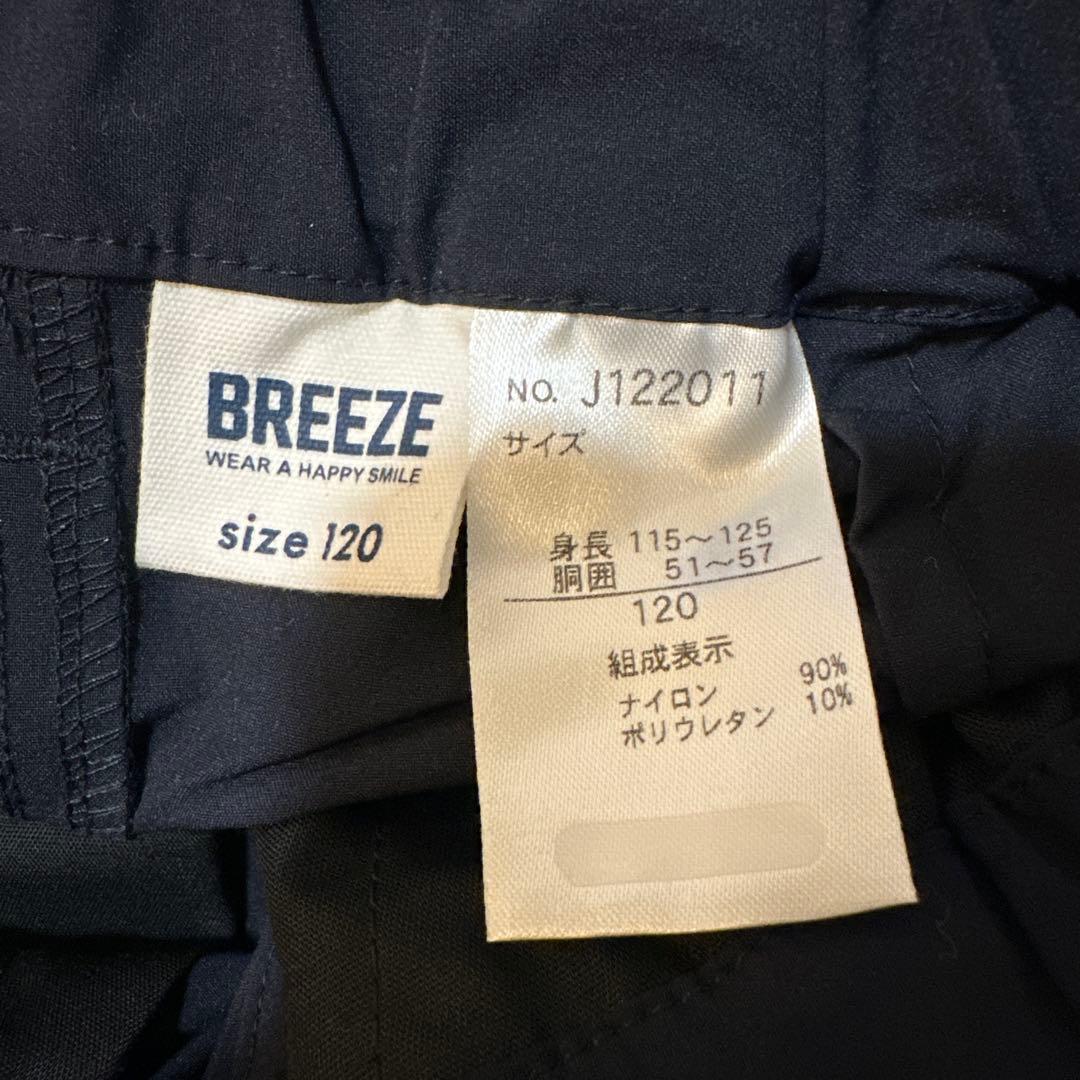 BREEZE
WEAR A HAPPY SMILE
size 120
NO. J122011
サイズ
身長 115～125
胴囲 51～57
120
組成表示
ナイロン 90%
ポリウレタン 10%